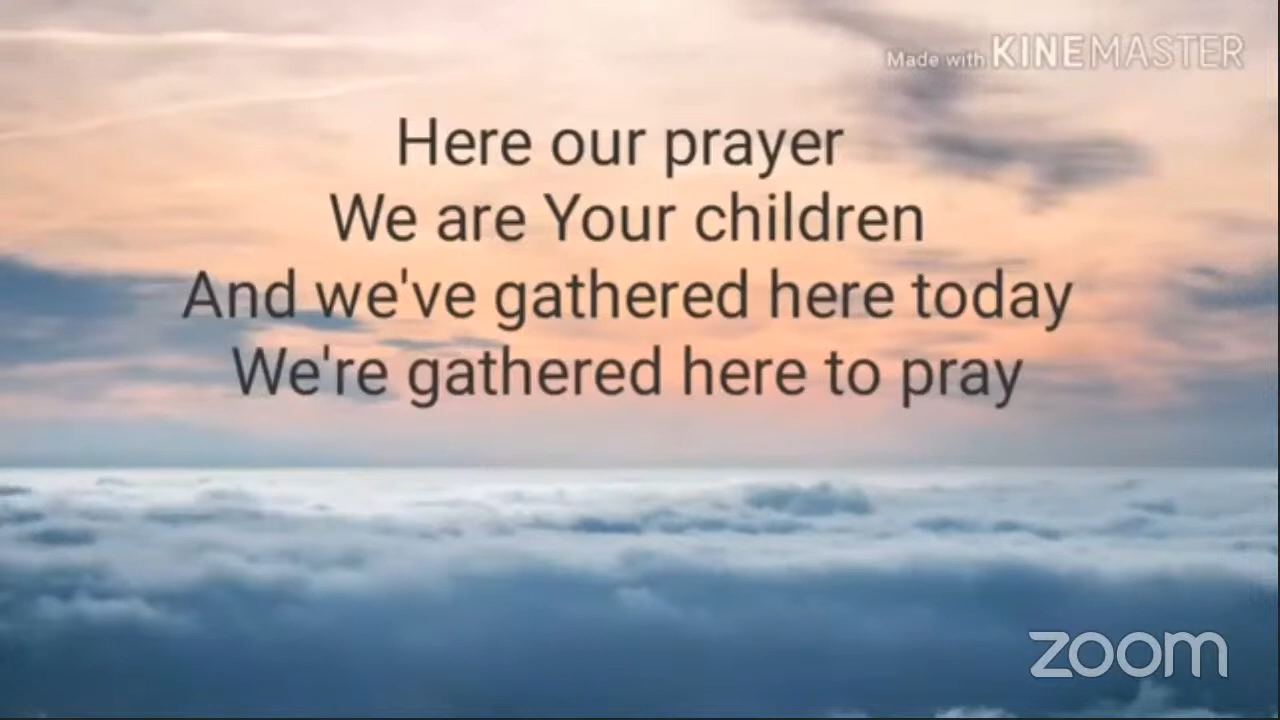 Made with KINEMASTER
Here our prayer
We are Your children
And we've gathered here today
We're gathered here to pray
zoom